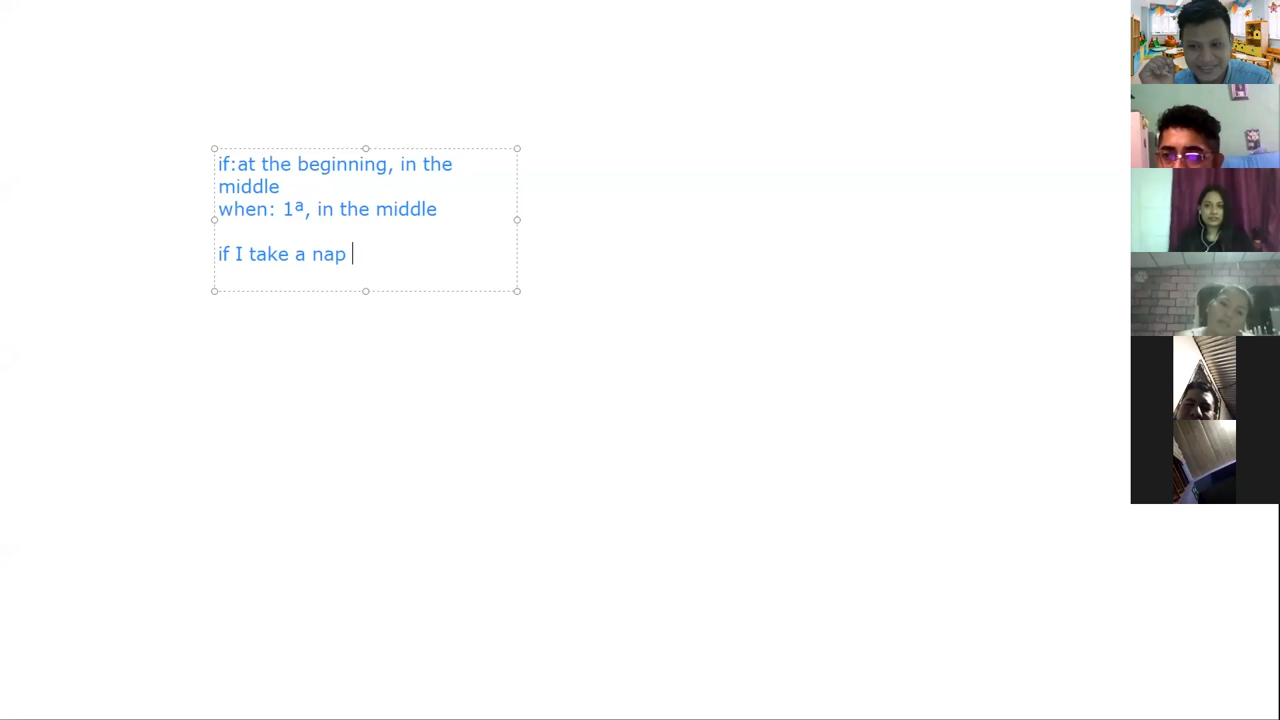 if:at the beginning, in the
middle
when: 1ª, in the middle
if I take a nap